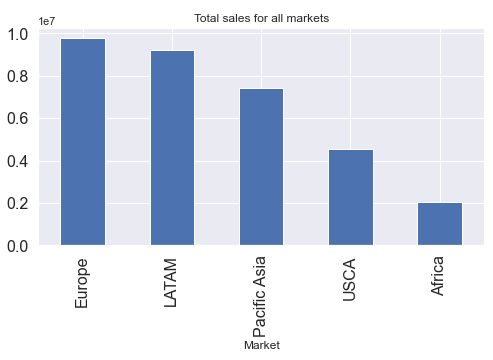 Total sales for all markets
1e7
1.0
0.8
0.6
0.4
0.2
0.0
Europe
LATAM
Pacific Asia
USCA
Africa
Market